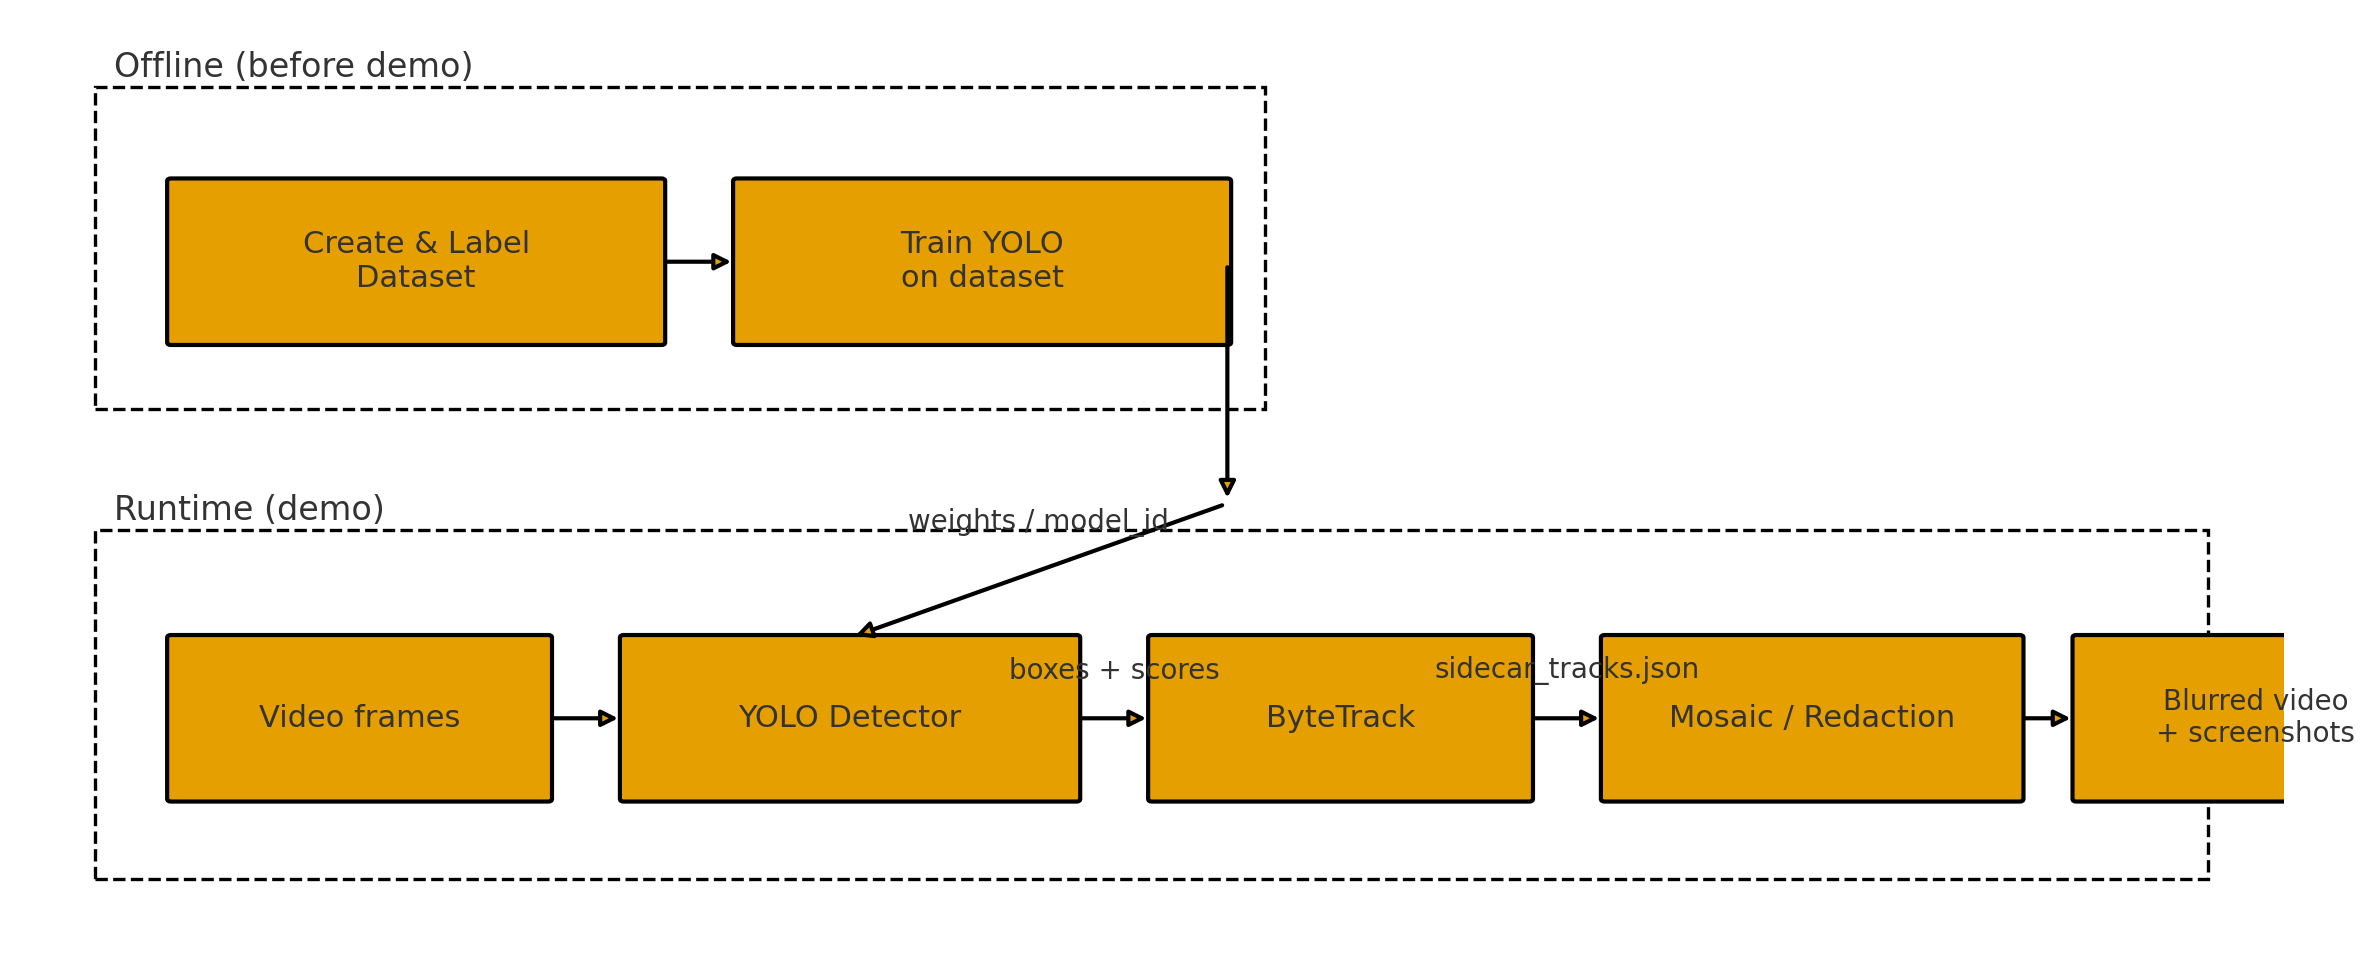 Offline (before demo)
Create & Label
Dataset
Train YOLO
on dataset
Runtime (demo)
weights / model_id
boxes + scores
sidecar_tracks.json
Video frames
YOLO Detector
ByteTrack
Mosaic / Redaction
Blurred video
+ screenshots